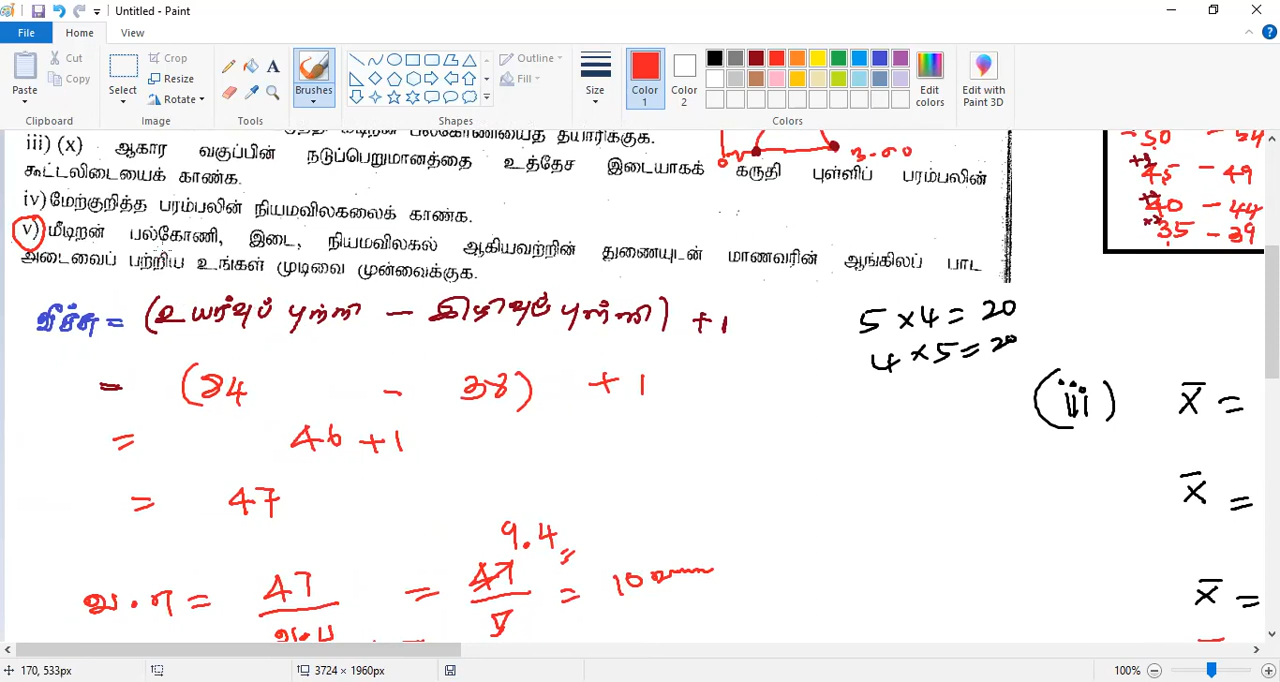 Untitled - Paint
File Home View
Paste
Cut
Copy
Clipboard
Select
Crop
Resize
Rotate
Image
A
Tools
Brushes
Outline
Fill
Shapes
Size
Color 1
Color 2
Edit colors
Edit with Paint 3D
Colors
பல்கோணியைத் தயாரிக்குக.
iii) (x) ஆகார வகுப்பின் நடுப்பெறுமானத்தை உத்தேச இடையாகக் கருதி புள்ளிப் பரம்பலின்
கூட்டலிடையைக் காண்க.
iv) மேற்குறித்த பரம்பலின் நியமவிலகலைக் காண்க.
v) மீடிறன் பல்கோணி, இடை, நியமவிலகல் ஆகியவற்றின் துணையுடன் மாணவரின் ஆங்கிலப் பாட
அடைவைப் பற்றிய உங்கள் முடிவை முன்வைக்குக.
- 50 - 54
45 - 49
40 - 44
35 - 39
வீச்சு = (உயர்வுப் புள்ளி - இழிவுப் புள்ளி) + 1
= (84 - 38) + 1
= 46 + 1
= 47
9.4
வ.எ = 47 = 47/5 = 10
5 × 4 = 20
4 × 5 = 20
(iii) x̄ =
x̄ =
x̄ =
170, 533px
3724 × 1960px
100%